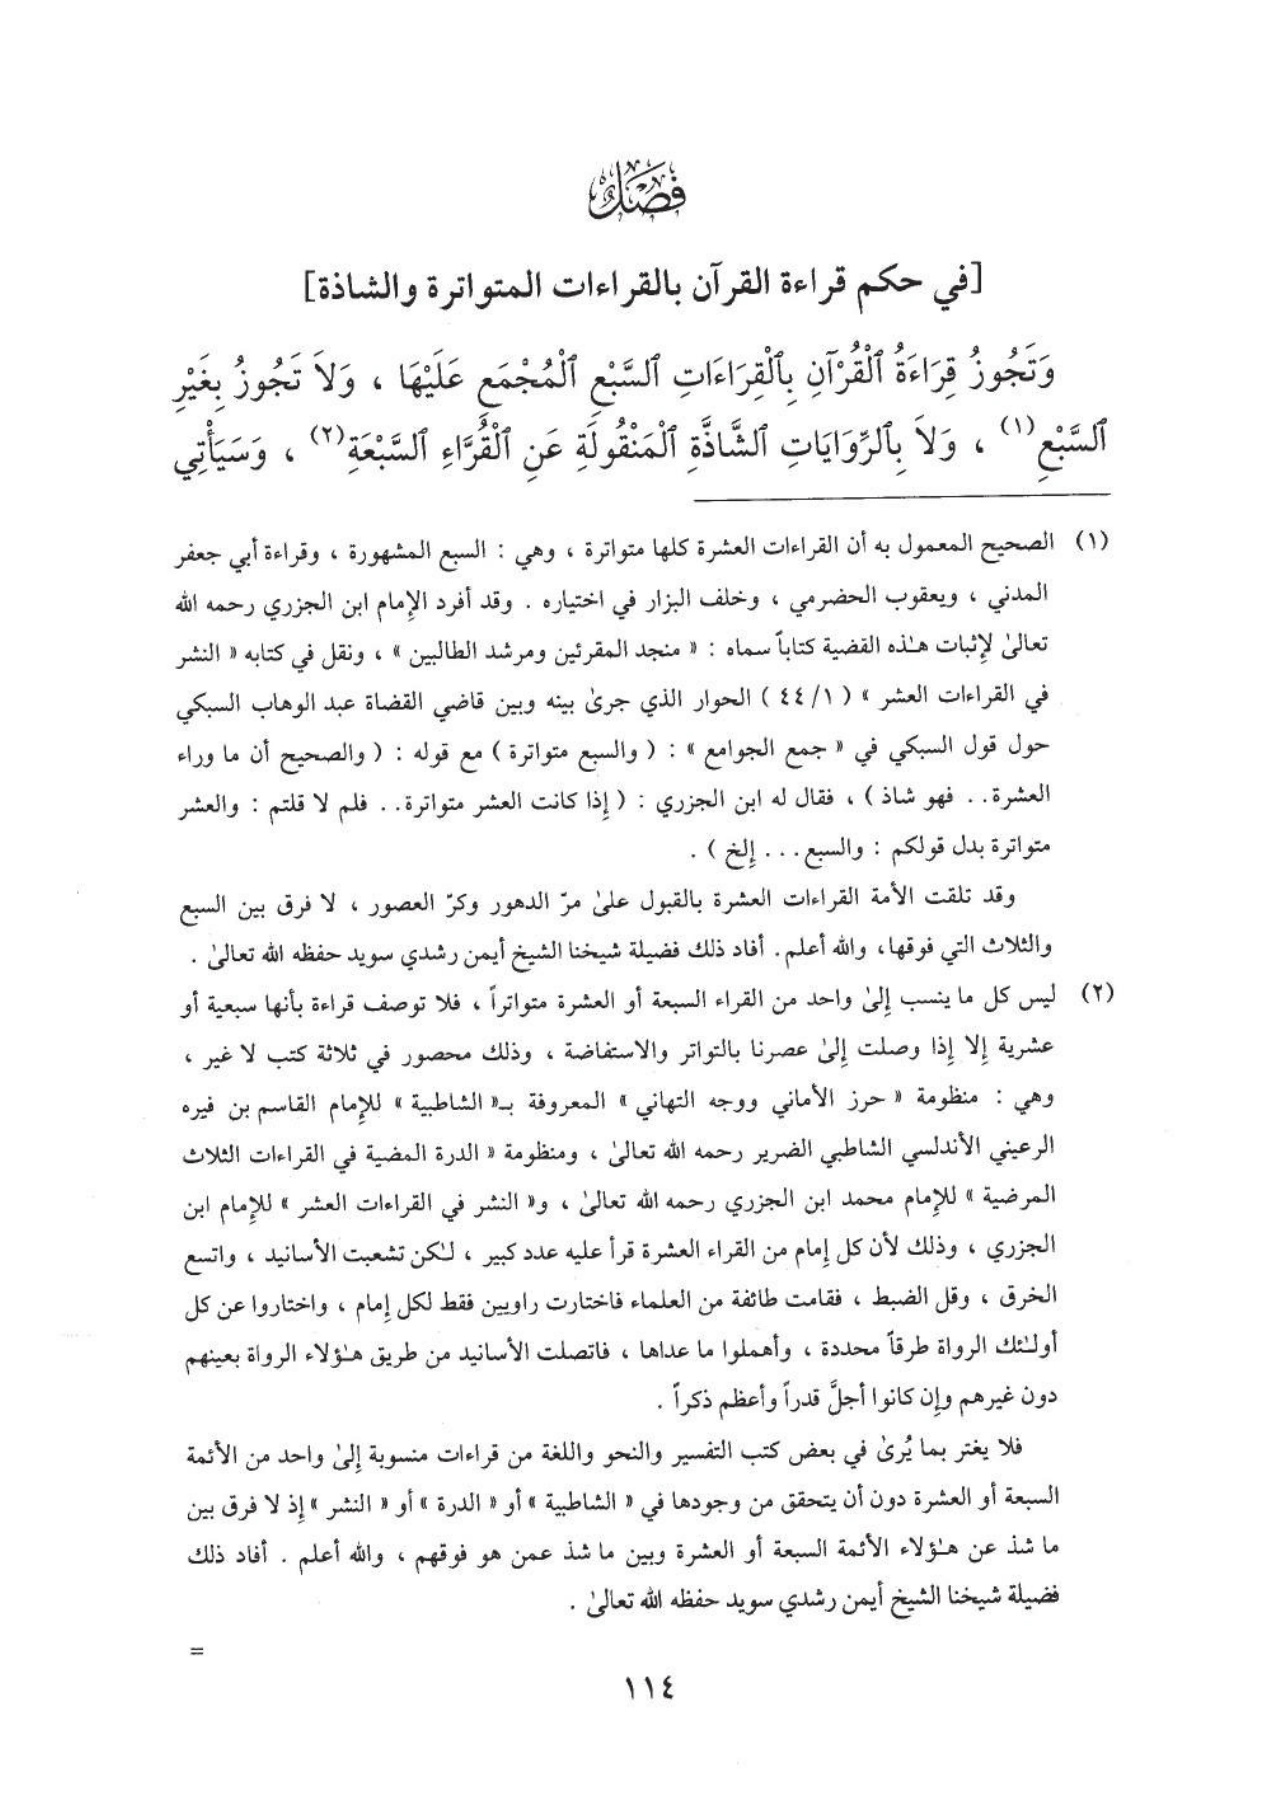 فَصْلٌ
[في حكم قراءة القرآن بالقراءات المتواترة والشاذة]
وَتَجُوزُ قِرَاءَةُ ٱلْقُرْآنِ بِٱلْقِرَاءَاتِ ٱلسَّبْعِ ٱلْمُجْمَعِ عَلَيْهَا ، وَلاَ تَجُوزُ بِغَيْرِ
ٱلسَّبْعِ(١) ، وَلاَ بِٱلرِّوَايَاتِ ٱلشَّاذَّةِ ٱلْمَنْقُولَةِ عَنِ ٱلْقُرَّاءِ ٱلسَّبْعَةِ(٢) ، وَسَيَأْتِي
(١) الصحيح المعمول به أن القراءات العشرة كلها متواترة ، وهي : السبع المشهورة ، وقراءة أبي جعفر
المدني ، ويعقوب الحضرمي ، وخلف البزار في اختياره . وقد أفرد الإمام ابن الجزري رحمه الله
تعالىٰ لإثبات هـٰذه القضية كتاباً سماه : « منجد المقرئين ومرشد الطالبين » ، ونقل في كتابه « النشر
في القراءات العشر » ( ١/ ٤٤ ) الحوار الذي جرىٰ بينه وبين قاضي القضاة عبد الوهاب السبكي
حول قول السبكي في « جمع الجوامع » : ( والسبع متواترة ) مع قوله : ( والصحيح أن ما وراء
العشرة . . فهو شاذ ) ، فقال له ابن الجزري : ( إذا كانت العشر متواترة . . فلم لا قلتم : والعشر
متواترة بدل قولكم : والسبع . . . إلخ ) .
وقد تلقت الأمة القراءات العشرة بالقبول علىٰ مرّ الدهور وكرّ العصور ، لا فرق بين السبع
والثلاث التي فوقها، والله أعلم . أفاد ذلك فضيلة شيخنا الشيخ أيمن رشدي سويد حفظه الله تعالىٰ .
(٢) ليس كل ما ينسب إلىٰ واحد من القراء السبعة أو العشرة متواتراً ، فلا توصف قراءة بأنها سبعية أو
عشرية إلا إذا وصلت إلىٰ عصرنا بالتواتر والاستفاضة ، وذلك محصور في ثلاثة كتب لا غير ،
وهي : منظومة « حرز الأماني ووجه التهاني » المعروفة بـ« الشاطبية » للإمام القاسم بن فيره
الرعيني الأندلسي الشاطبي الضرير رحمه الله تعالىٰ ، ومنظومة « الدرة المضية في القراءات الثلاث
المرضية » للإمام محمد ابن الجزري رحمه الله تعالىٰ ، و« النشر في القراءات العشر » للإمام ابن
الجزري ، وذلك لأن كل إمام من القراء العشرة قرأ عليه عدد كبير ، لـٰكن تشعبت الأسانيد ، واتسع
الخرق ، وقل الضبط ، فقامت طائفة من العلماء فاختارت راويين فقط لكل إمام ، واختاروا عن كل
أولـٰئك الرواة طرقاً محددة ، وأهملوا ما عداها ، فاتصلت الأسانيد من طريق هـٰؤلاء الرواة بعينهم
دون غيرهم وإن كانوا أجلَّ قدراً وأعظم ذكراً .
فلا يغتر بما يُرىٰ في بعض كتب التفسير والنحو واللغة من قراءات منسوبة إلىٰ واحد من الأئمة
السبعة أو العشرة دون أن يتحقق من وجودها في « الشاطبية » أو « الدرة » أو « النشر » إذ لا فرق بين
ما شذ عن هـٰؤلاء الأئمة السبعة أو العشرة وبين ما شذ عمن هو فوقهم ، والله أعلم . أفاد ذلك
فضيلة شيخنا الشيخ أيمن رشدي سويد حفظه الله تعالىٰ .
=
١١٤